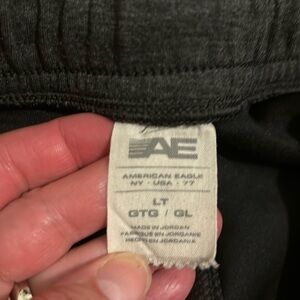 AE
AMERICAN EAGLE
NY - USA - 77
LT
GTG / GL
MADE IN JORDAN
FABRIQUÉ EN JORDANIE
HECHO EN JORDANIA